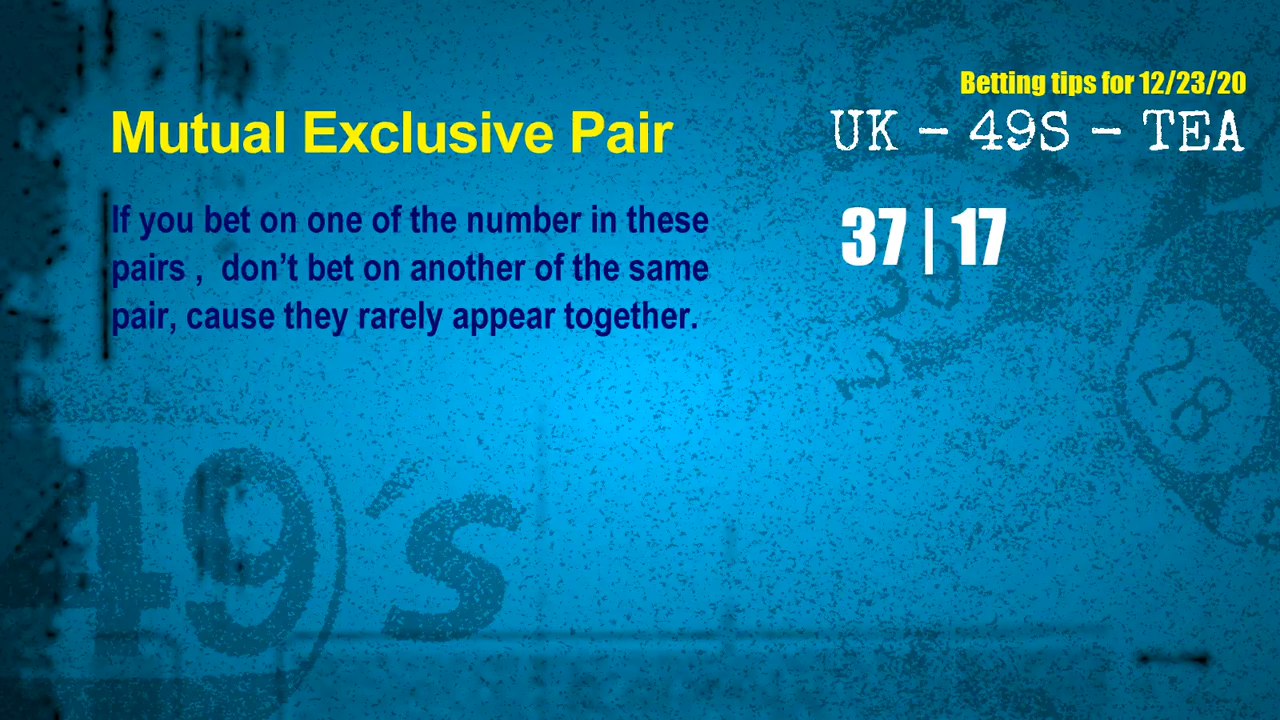 Betting tips for 12/23/20
Mutual Exclusive Pair
UK - 49S - TEA
If you bet on one of the number in these
pairs , don't bet on another of the same
pair, cause they rarely appear together.
37 | 17
39
28
49's